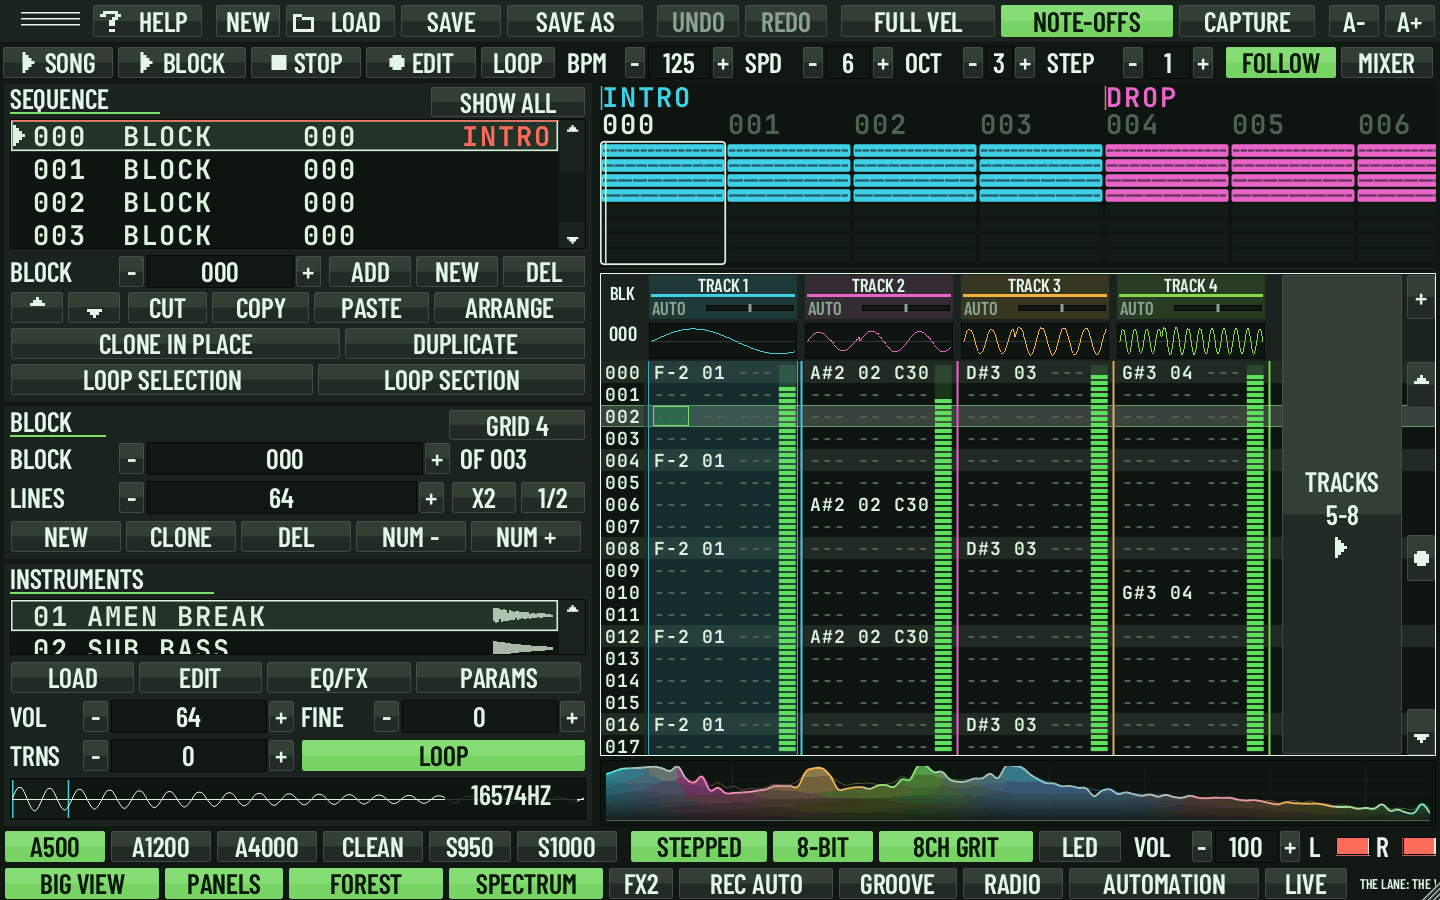 ? HELP NEW LOAD SAVE SAVE AS UNDO REDO FULL VEL NOTE-OFFS CAPTURE A- A+
SONG BLOCK STOP EDIT LOOP BPM - 125 + SPD - 6 + OCT - 3 + STEP - 1 + FOLLOW MIXER
SEQUENCE SHOW ALL
000 BLOCK 000 INTRO
001 BLOCK 000
002 BLOCK 000
003 BLOCK 000
BLOCK - 000 + ADD NEW DEL
CUT COPY PASTE ARRANGE
CLONE IN PLACE DUPLICATE
LOOP SELECTION LOOP SECTION
BLOCK GRID 4
BLOCK - 000 + OF 003
LINES - 64 + X2 1/2
NEW CLONE DEL NUM - NUM +
INSTRUMENTS
01 AMEN BREAK
02 SUB BASS
LOAD EDIT EQ/FX PARAMS
VOL - 64 + FINE - 0 +
TRNS - 0 + LOOP
16574HZ
INTRO DROP
000 001 002 003 004 005 006
BLK TRACK 1 TRACK 2 TRACK 3 TRACK 4 +
AUTO AUTO AUTO AUTO
000
000 F-2 01 --- A#2 02 C30 D#3 03 --- G#3 04 ---
001 --- -- --- --- -- --- --- -- --- --- -- ---
002 --- -- --- --- -- --- --- -- --- --- -- ---
003 --- -- --- --- -- --- --- -- --- --- -- ---
004 F-2 01 --- --- -- --- --- -- --- --- -- ---
005 --- -- --- --- -- --- --- -- --- --- -- ---
006 --- -- --- A#2 02 C30 --- -- --- --- -- ---
007 --- -- --- --- -- --- --- -- --- --- -- ---
008 F-2 01 --- --- -- --- D#3 03 --- --- -- ---
009 --- -- --- --- -- --- --- -- --- --- -- ---
010 --- -- --- --- -- --- --- -- --- G#3 04 ---
011 --- -- --- --- -- --- --- -- --- --- -- ---
012 F-2 01 --- A#2 02 C30 --- -- --- --- -- ---
013 --- -- --- --- -- --- --- -- --- --- -- ---
014 --- -- --- --- -- --- --- -- --- --- -- ---
015 --- -- --- --- -- --- --- -- --- --- -- ---
016 F-2 01 --- --- -- --- D#3 03 --- --- -- ---
017 --- -- --- --- -- --- --- -- --- --- -- ---
TRACKS
5-8
A500 A1200 A4000 CLEAN S950 S1000 STEPPED 8-BIT 8CH GRIT LED VOL - 100 + L R
BIG VIEW PANELS FOREST SPECTRUM FX2 REC AUTO GROOVE RADIO AUTOMATION LIVE THE LANE: THE